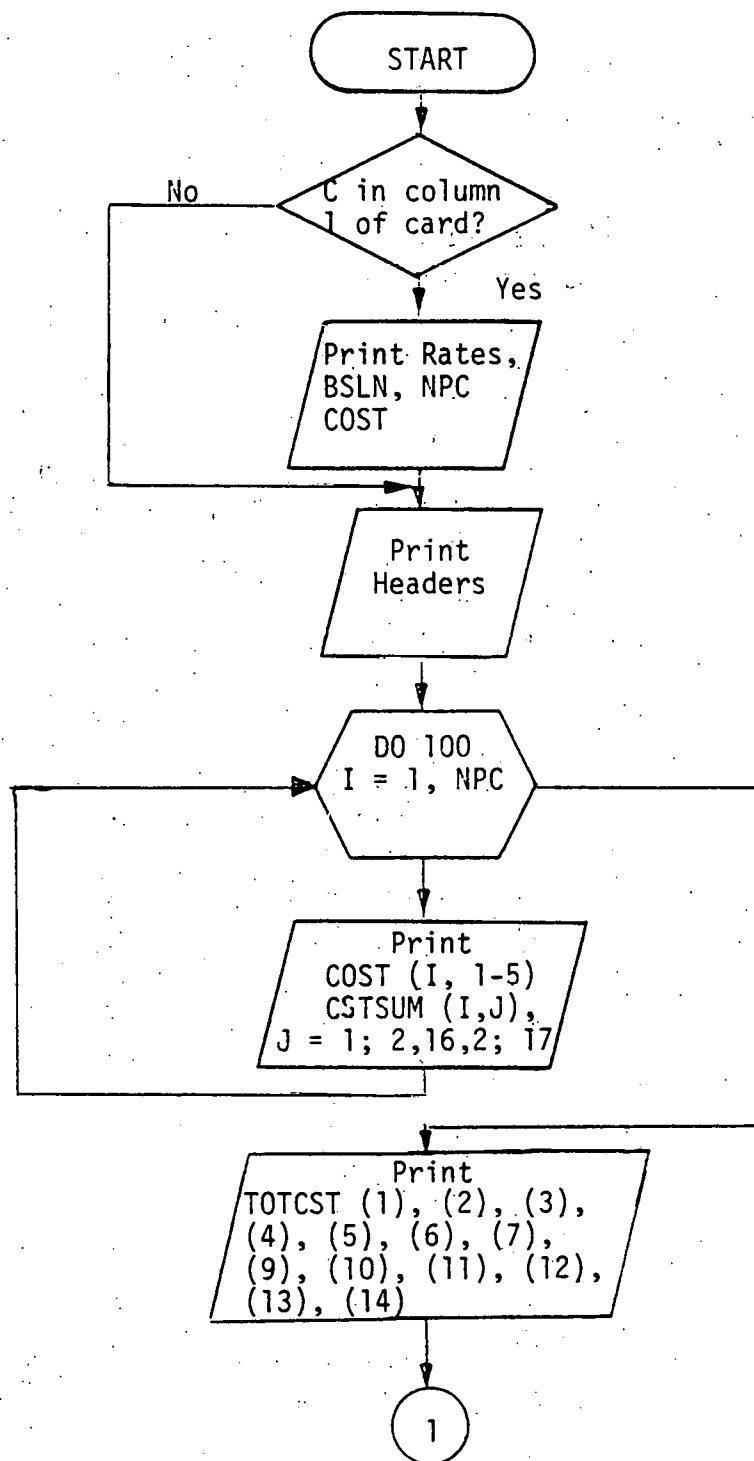 START
No
C in column
1 of card?
Yes
Print Rates,
BSLN, NPC
COST
Print
Headers
DO 100
I = 1, NPC
Print
COST (I, 1-5)
CSTSUM (I,J),
J = 1; 2,16,2; 17
Print
TOTCST (1), (2), (3),
(4), (5), (6), (7),
(9), (10), (11), (12),
(13), (14)
1